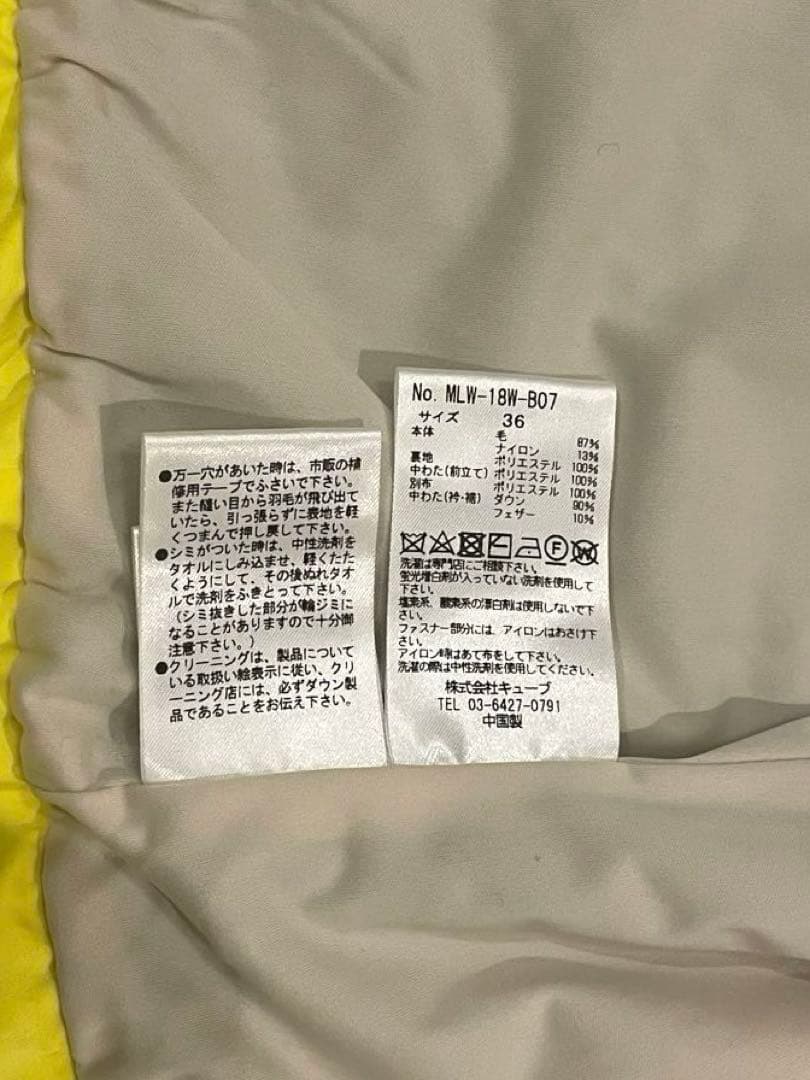 ●万一穴があいた時は、市販の補
修用テープでふさいで下さい。
また縫い目から羽毛が飛び出て
いたら、引っ張らずに表地を軽
くつまんで押し戻して下さい。
●シミがついた時は、中性洗剤を
タオルにしみ込ませ、軽くたた
くようにして、その後ぬれタオ
ルで洗剤をふきとって下さい。
（シミ抜きした部分が輪ジミに
なることがありますので十分御
注意下さい。）
●クリーニングは、製品について
いる取扱い絵表示に従い、クリ
ーニング店には、必ずダウン製
品であることをお伝え下さい。
No. MLW-18W-B07
サイズ 36
本体 毛 87%
ナイロン 13%
裏地 ポリエステル 100%
中わた(前立て) ポリエステル 100%
別布 ポリエステル 100%
中わた(衿・裾) ダウン 90%
フェザー 10%
洗濯は専門店にご相談下さい。
蛍光増白剤が入っていない洗剤を使用して
下さい。
塩素系、酸素系の漂白剤は使用しないで下
さい。
ファスナー部分には、アイロンはおさけ下
さい。
アイロン時はあて布をして下さい。
洗濯の際は中性洗剤を使用してください。
株式会社キューブ
TEL 03-6427-0791
中国製